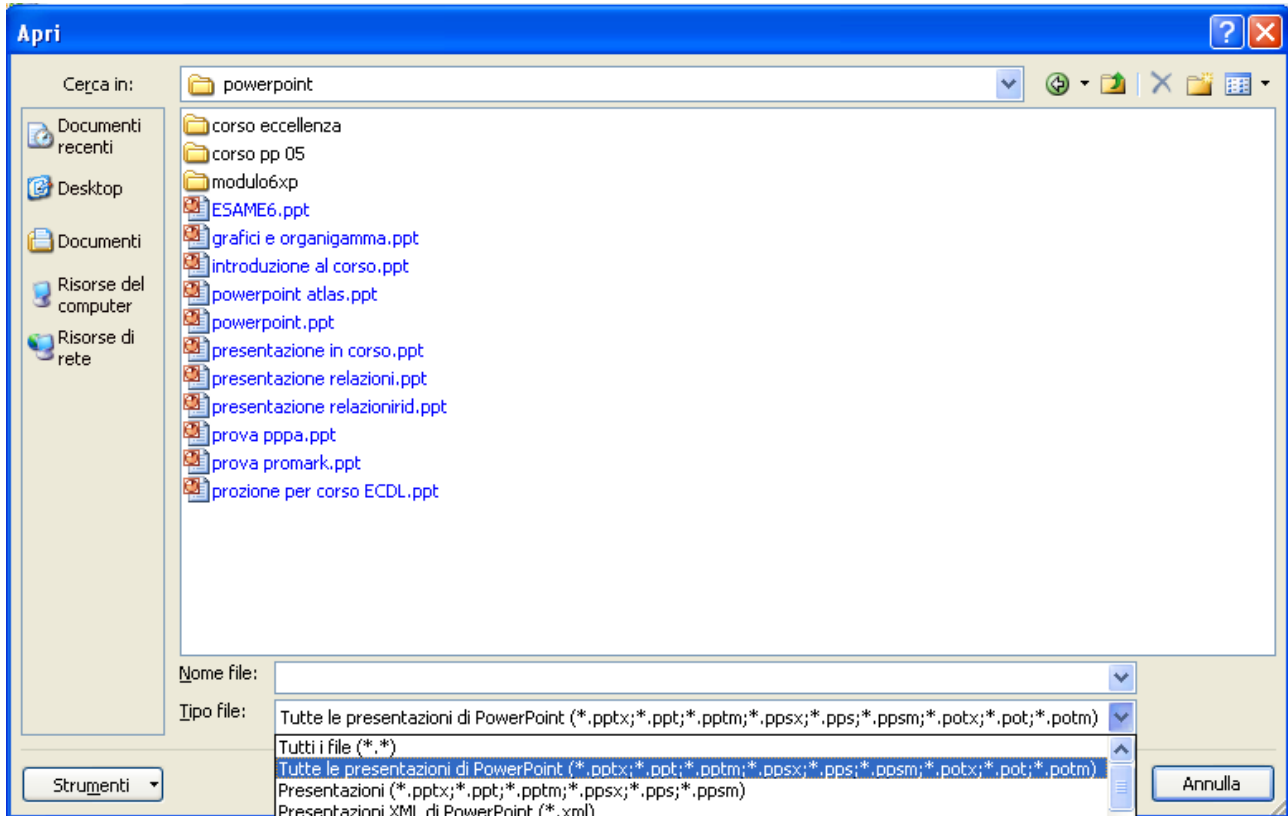 Apri
Cerca in:
powerpoint
Documenti
recenti
Desktop
Documenti
Risorse del
computer
Risorse di
rete
corso eccellenza
corso pp 05
modulo6xp
ESAME6.ppt
grafici e organigamma.ppt
introduzione al corso.ppt
powerpoint atlas.ppt
powerpoint.ppt
presentazione in corso.ppt
presentazione relazioni.ppt
presentazione relazionirid.ppt
prova pppa.ppt
prova promark.ppt
prozione per corso ECDL.ppt
Nome file:
Tipo file:
Tutte le presentazioni di PowerPoint (*.pptx;*.ppt;*.pptm;*.ppsx;*.pps;*.ppsm;*.potx;*.pot;*.potm)
Tutti i file (*.*)
Tutte le presentazioni di PowerPoint (*.pptx;*.ppt;*.pptm;*.ppsx;*.pps;*.ppsm;*.potx;*.pot;*.potm)
Presentazioni (*.pptx;*.ppt;*.pptm;*.ppsx;*.pps;*.ppsm)
Presentazioni XML di PowerPoint (*.xml)
Strumenti
Annulla